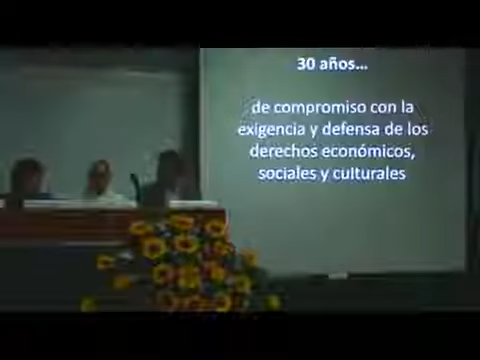 30 años...
de compromiso con la
exigencia y defensa de los
derechos económicos,
sociales y culturales